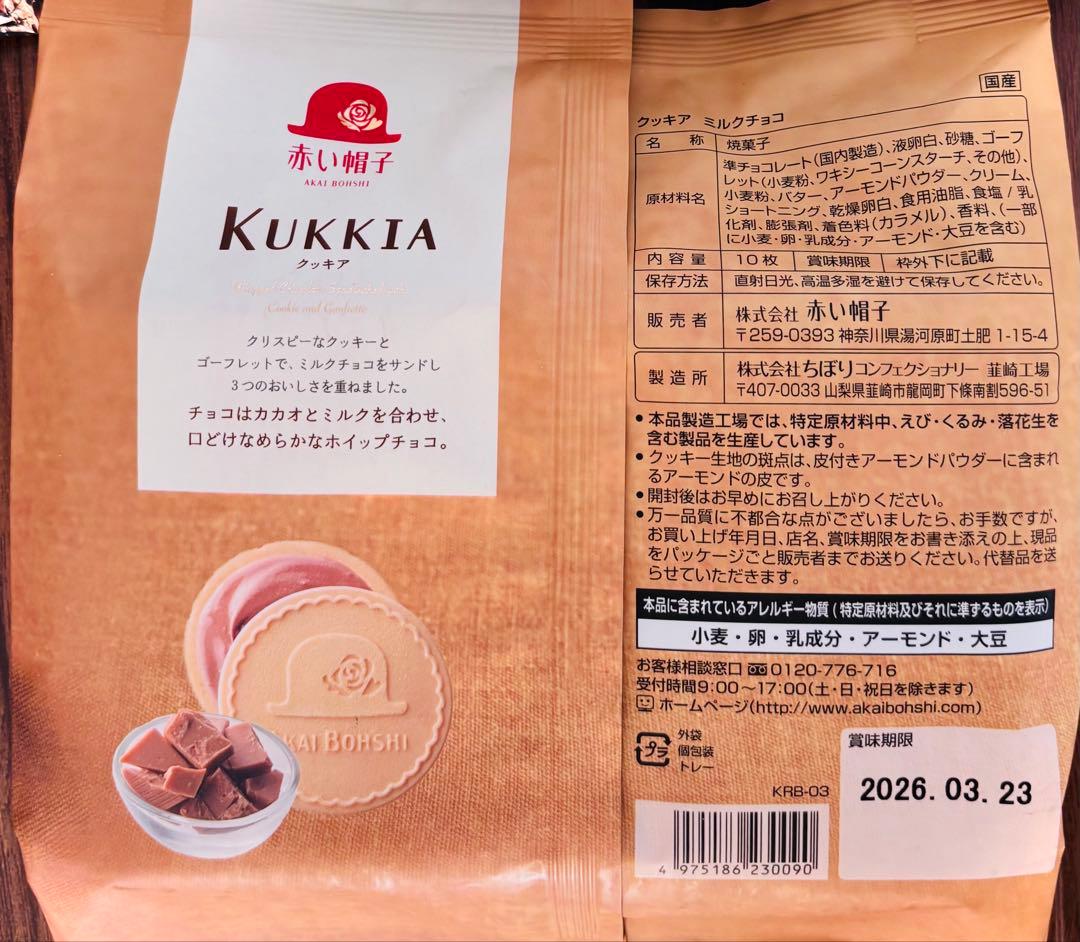 赤い帽子
AKAI BOHSHI
KUKKIA
クッキア
Cookie and Gaufrette
クリスピーなクッキーと
ゴーフレットで、ミルクチョコをサンドし
3つのおいしさを重ねました。
チョコはカカオとミルクを合わせ、
口どけなめらかなホイップチョコ。
AKAI BOHSHI
国産
クッキア ミルクチョコ
名 称 焼菓子
原材料名
準チョコレート(国内製造)、液卵白、砂糖、ゴーフ
レット(小麦粉、ワキシーコーンスターチ、その他)、
小麦粉、バター、アーモンドパウダー、クリーム、
ショートニング、乾燥卵白、食用油脂、食塩/乳
化剤、膨張剤、着色料(カラメル)、香料、(一部
に小麦・卵・乳成分・アーモンド・大豆を含む)
内容量 10枚 賞味期限 枠外下に記載
保存方法 直射日光、高温多湿を避けて保存してください。
販売者 株式会社 赤い帽子
〒259-0393 神奈川県湯河原町土肥 1-15-4
製造所 株式会社ちぼりコンフェクショナリー 韮崎工場
〒407-0033 山梨県韮崎市龍岡町下條南割596-51
●本品製造工場では、特定原材料中、えび・くるみ・落花生を
含む製品を生産しています。
●クッキー生地の斑点は、皮付きアーモンドパウダーに含まれ
るアーモンドの皮です。
●開封後はお早めにお召し上がりください。
●万一品質に不都合な点がございましたら、お手数ですが、
お買い上げ年月日、店名、賞味期限をお書き添えの上、現品
をパッケージごと販売者までお送りください。代替品を送
らせていただきます。
本品に含まれているアレルギー物質(特定原材料及びそれに準ずるものを表示)
小麦・卵・乳成分・アーモンド・大豆
お客様相談窓口 0120-776-716
受付時間9:00〜17:00(土・日・祝日を除きます)
ホームページ(http://www.akaibohshi.com)
プラ
外袋
個包装
トレー
KRB-03
賞味期限
2026.03.23
4 975186 230090